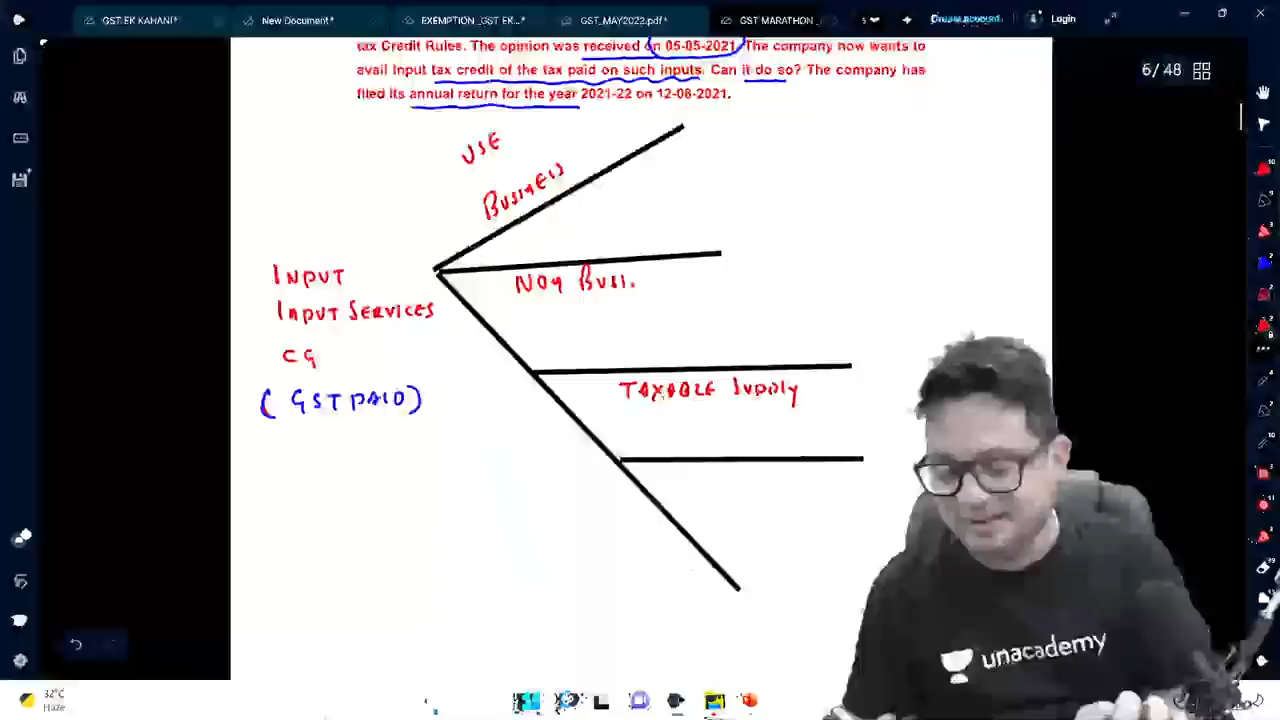 GST.EK KAHANI*
New Document*
EXEMPTION _GST EK...*
GST_MAY2022.pdf*
GST MARATHON
Login
tax Credit Rules. The opinion was received on 05-05-2021. The company now wants to
avail input tax credit of the tax paid on such inputs. Can it do so? The company has
filed its annual return for the year 2021-22 on 12-06-2021.
6/48
USE
BUSINESS
NON BUSI.
INPUT
INPUT SERVICES
CG
(GST PAID)
TAXABLE SUPPLY
unacademy
32°C
Haze